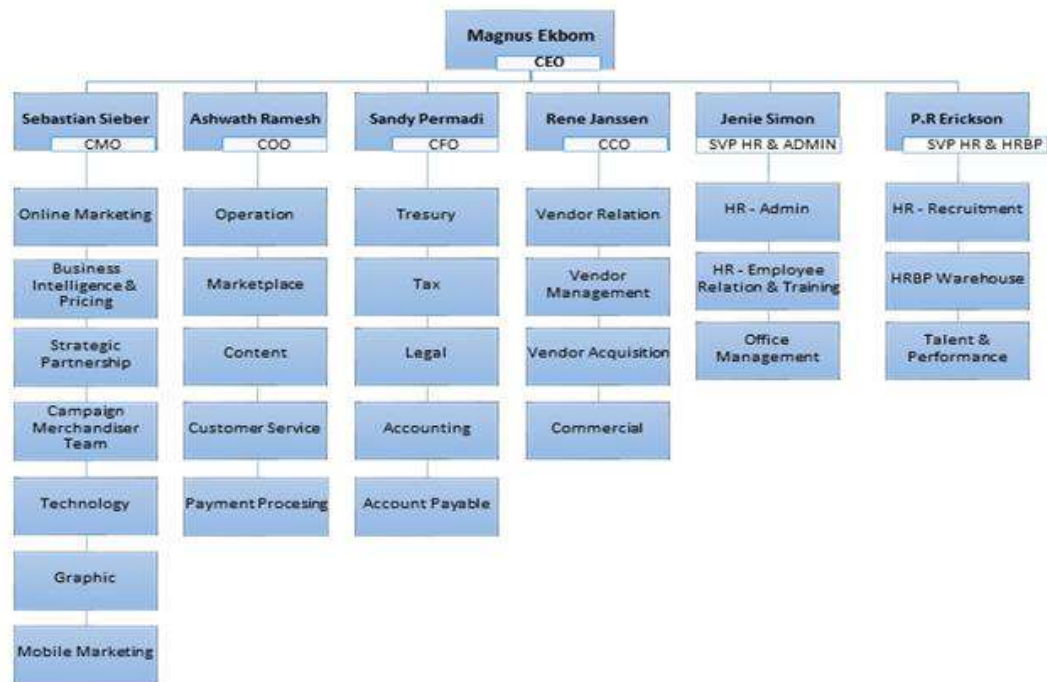 Magnus Ekbom
CEO
Sebastian Sieber
CMO
Ashwath Ramesh
COO
Sandy Permadi
CFO
Rene Janssen
CCO
Jenie Simon
SVP HR & ADMIN
P.R Erickson
SVP HR & HRBP
Online Marketing
Business
Intelligence &
Pricing
Strategic
Partnership
Campaign
Merchandiser
Team
Technology
Graphic
Mobile Marketing
Operation
Marketplace
Content
Customer Service
Payment Procesing
Tresury
Tax
Legal
Accounting
Account Payable
Vendor Relation
Vendor
Management
Vendor Acquisition
Commercial
HR - Admin
HR - Employee
Relation & Training
Office
Management
HR - Recruitment
HRBP Warehouse
Talent &
Performance